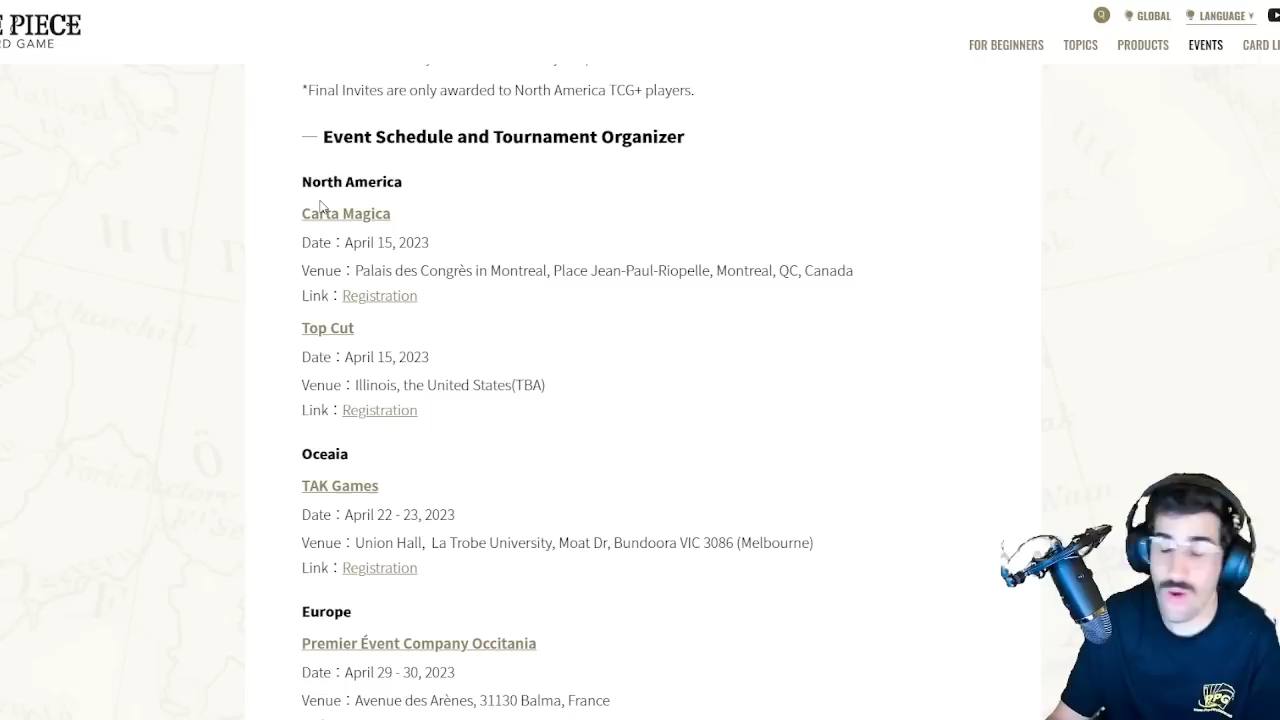 E PIECE
RD GAME
GLOBAL
LANGUAGE
FOR BEGINNERS TOPICS PRODUCTS EVENTS CARD LI
*Final Invites are only awarded to North America TCG+ players.
Event Schedule and Tournament Organizer
North America
Carta Magica
Date：April 15, 2023
Venue：Palais des Congrès in Montreal, Place Jean-Paul-Riopelle, Montreal, QC, Canada
Link：Registration
Top Cut
Date：April 15, 2023
Venue：Illinois, the United States(TBA)
Link：Registration
Oceaia
TAK Games
Date：April 22 - 23, 2023
Venue：Union Hall, La Trobe University, Moat Dr, Bundoora VIC 3086 (Melbourne)
Link：Registration
Europe
Premier Évent Company Occitania
Date：April 29 - 30, 2023
Venue：Avenue des Arènes, 31130 Balma, France